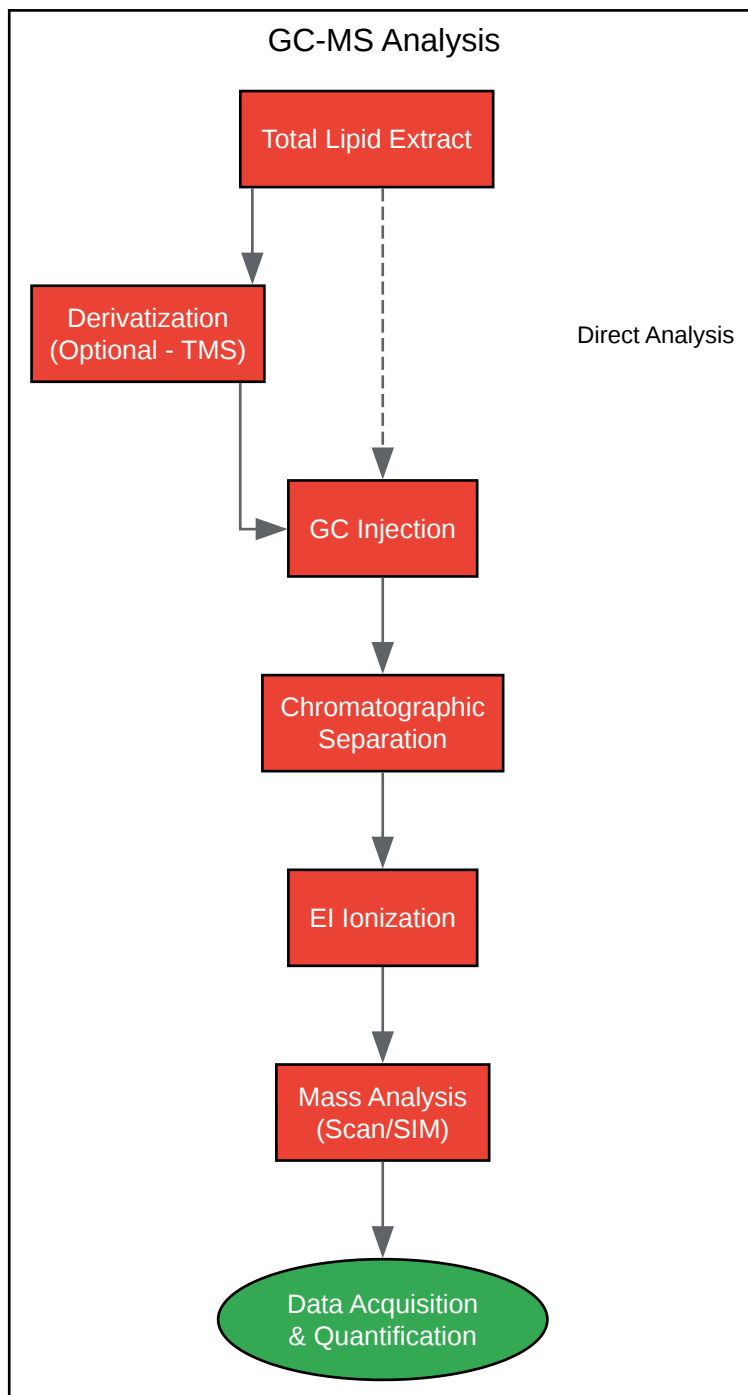 GC-MS Analysis
Total Lipid Extract
Derivatization
(Optional - TMS)
Direct Analysis
GC Injection
Chromatographic
Separation
EI Ionization
Mass Analysis
(Scan/SIM)
Data Acquisition
& Quantification